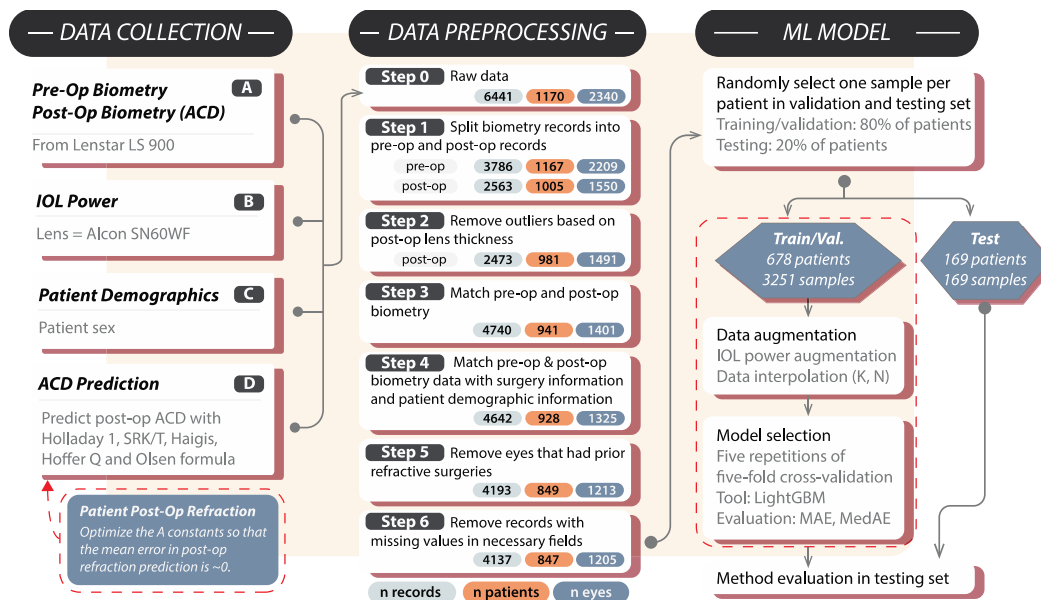 DATA COLLECTION
A
Pre-Op Biometry
Post-Op Biometry (ACD)
From Lenstar LS 900
B
IOL Power
Lens = Alcon SN60WF
C
Patient Demographics
Patient sex
D
ACD Prediction
Predict post-op ACD with
Holladay 1, SRK/T, Haigis,
Hoffer Q and Olsen formula
Patient Post-Op Refraction
Optimize the A constants so that
the mean error in post-op
refraction prediction is ~0.
DATA PREPROCESSING
Step 0 Raw data
6441 1170 2340
Step 1 Split biometry records into
pre-op and post-op records
pre-op 3786 1167 2209
post-op 2563 1005 1550
Step 2 Remove outliers based on
post-op lens thickness
post-op 2473 981 1491
Step 3 Match pre-op and post-op
biometry
4740 941 1401
Step 4 Match pre-op & post-op
biometry data with surgery information
and patient demographic information
4642 928 1325
Step 5 Remove eyes that had prior
refractive surgeries
4193 849 1213
Step 6 Remove records with
missing values in necessary fields
4137 847 1205
n records n patients n eyes
ML MODEL
Randomly select one sample per
patient in validation and testing set
Training/validation: 80% of patients
Testing: 20% of patients
Train/Val.
678 patients
3251 samples
Test
169 patients
169 samples
Data augmentation
IOL power augmentation
Data interpolation (K, N)
Model selection
Five repetitions of
five-fold cross-validation
Tool: LightGBM
Evaluation: MAE, MedAE
Method evaluation in testing set